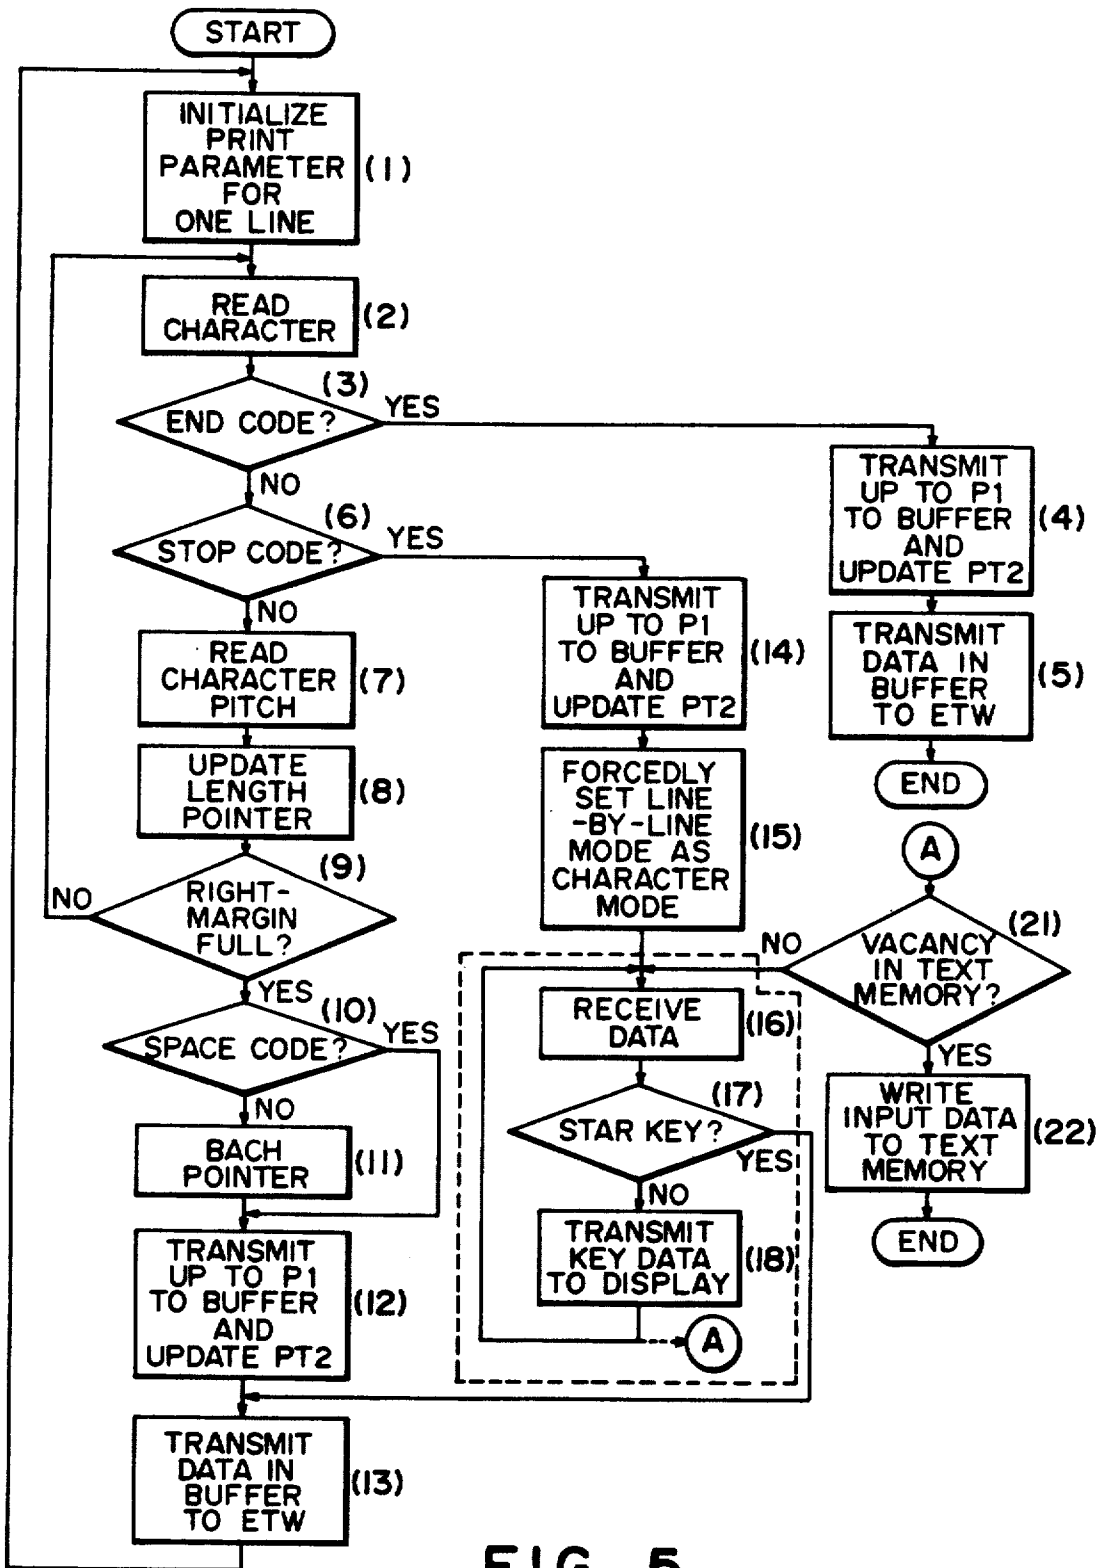 START
INITIALIZE
PRINT
PARAMETER
FOR
ONE LINE
(1)
READ
CHARACTER
(2)
(3)
END CODE?
YES
NO
TRANSMIT
UP TO P1
TO BUFFER
AND
UPDATE PT2
(4)
TRANSMIT
DATA IN
BUFFER
TO ETW
(5)
END
(6)
STOP CODE?
YES
NO
READ
CHARACTER
PITCH
(7)
UPDATE
LENGTH
POINTER
(8)
(9)
RIGHT-
MARGIN
FULL?
NO
YES
(10)
SPACE CODE?
YES
NO
BACH
POINTER
(11)
TRANSMIT
UP TO P1
TO BUFFER
AND
UPDATE PT2
(12)
TRANSMIT
DATA IN
BUFFER
TO ETW
(13)
TRANSMIT
UP TO P1
TO BUFFER
AND
UPDATE PT2
(14)
FORCEDLY
SET LINE
-BY-LINE
MODE AS
CHARACTER
MODE
(15)
RECEIVE
DATA
(16)
(17)
STAR KEY?
YES
NO
TRANSMIT
KEY DATA
TO DISPLAY
(18)
A
A
(21)
VACANCY
IN TEXT
MEMORY?
NO
YES
WRITE
INPUT DATA
TO TEXT
MEMORY
(22)
END
FIG. 5